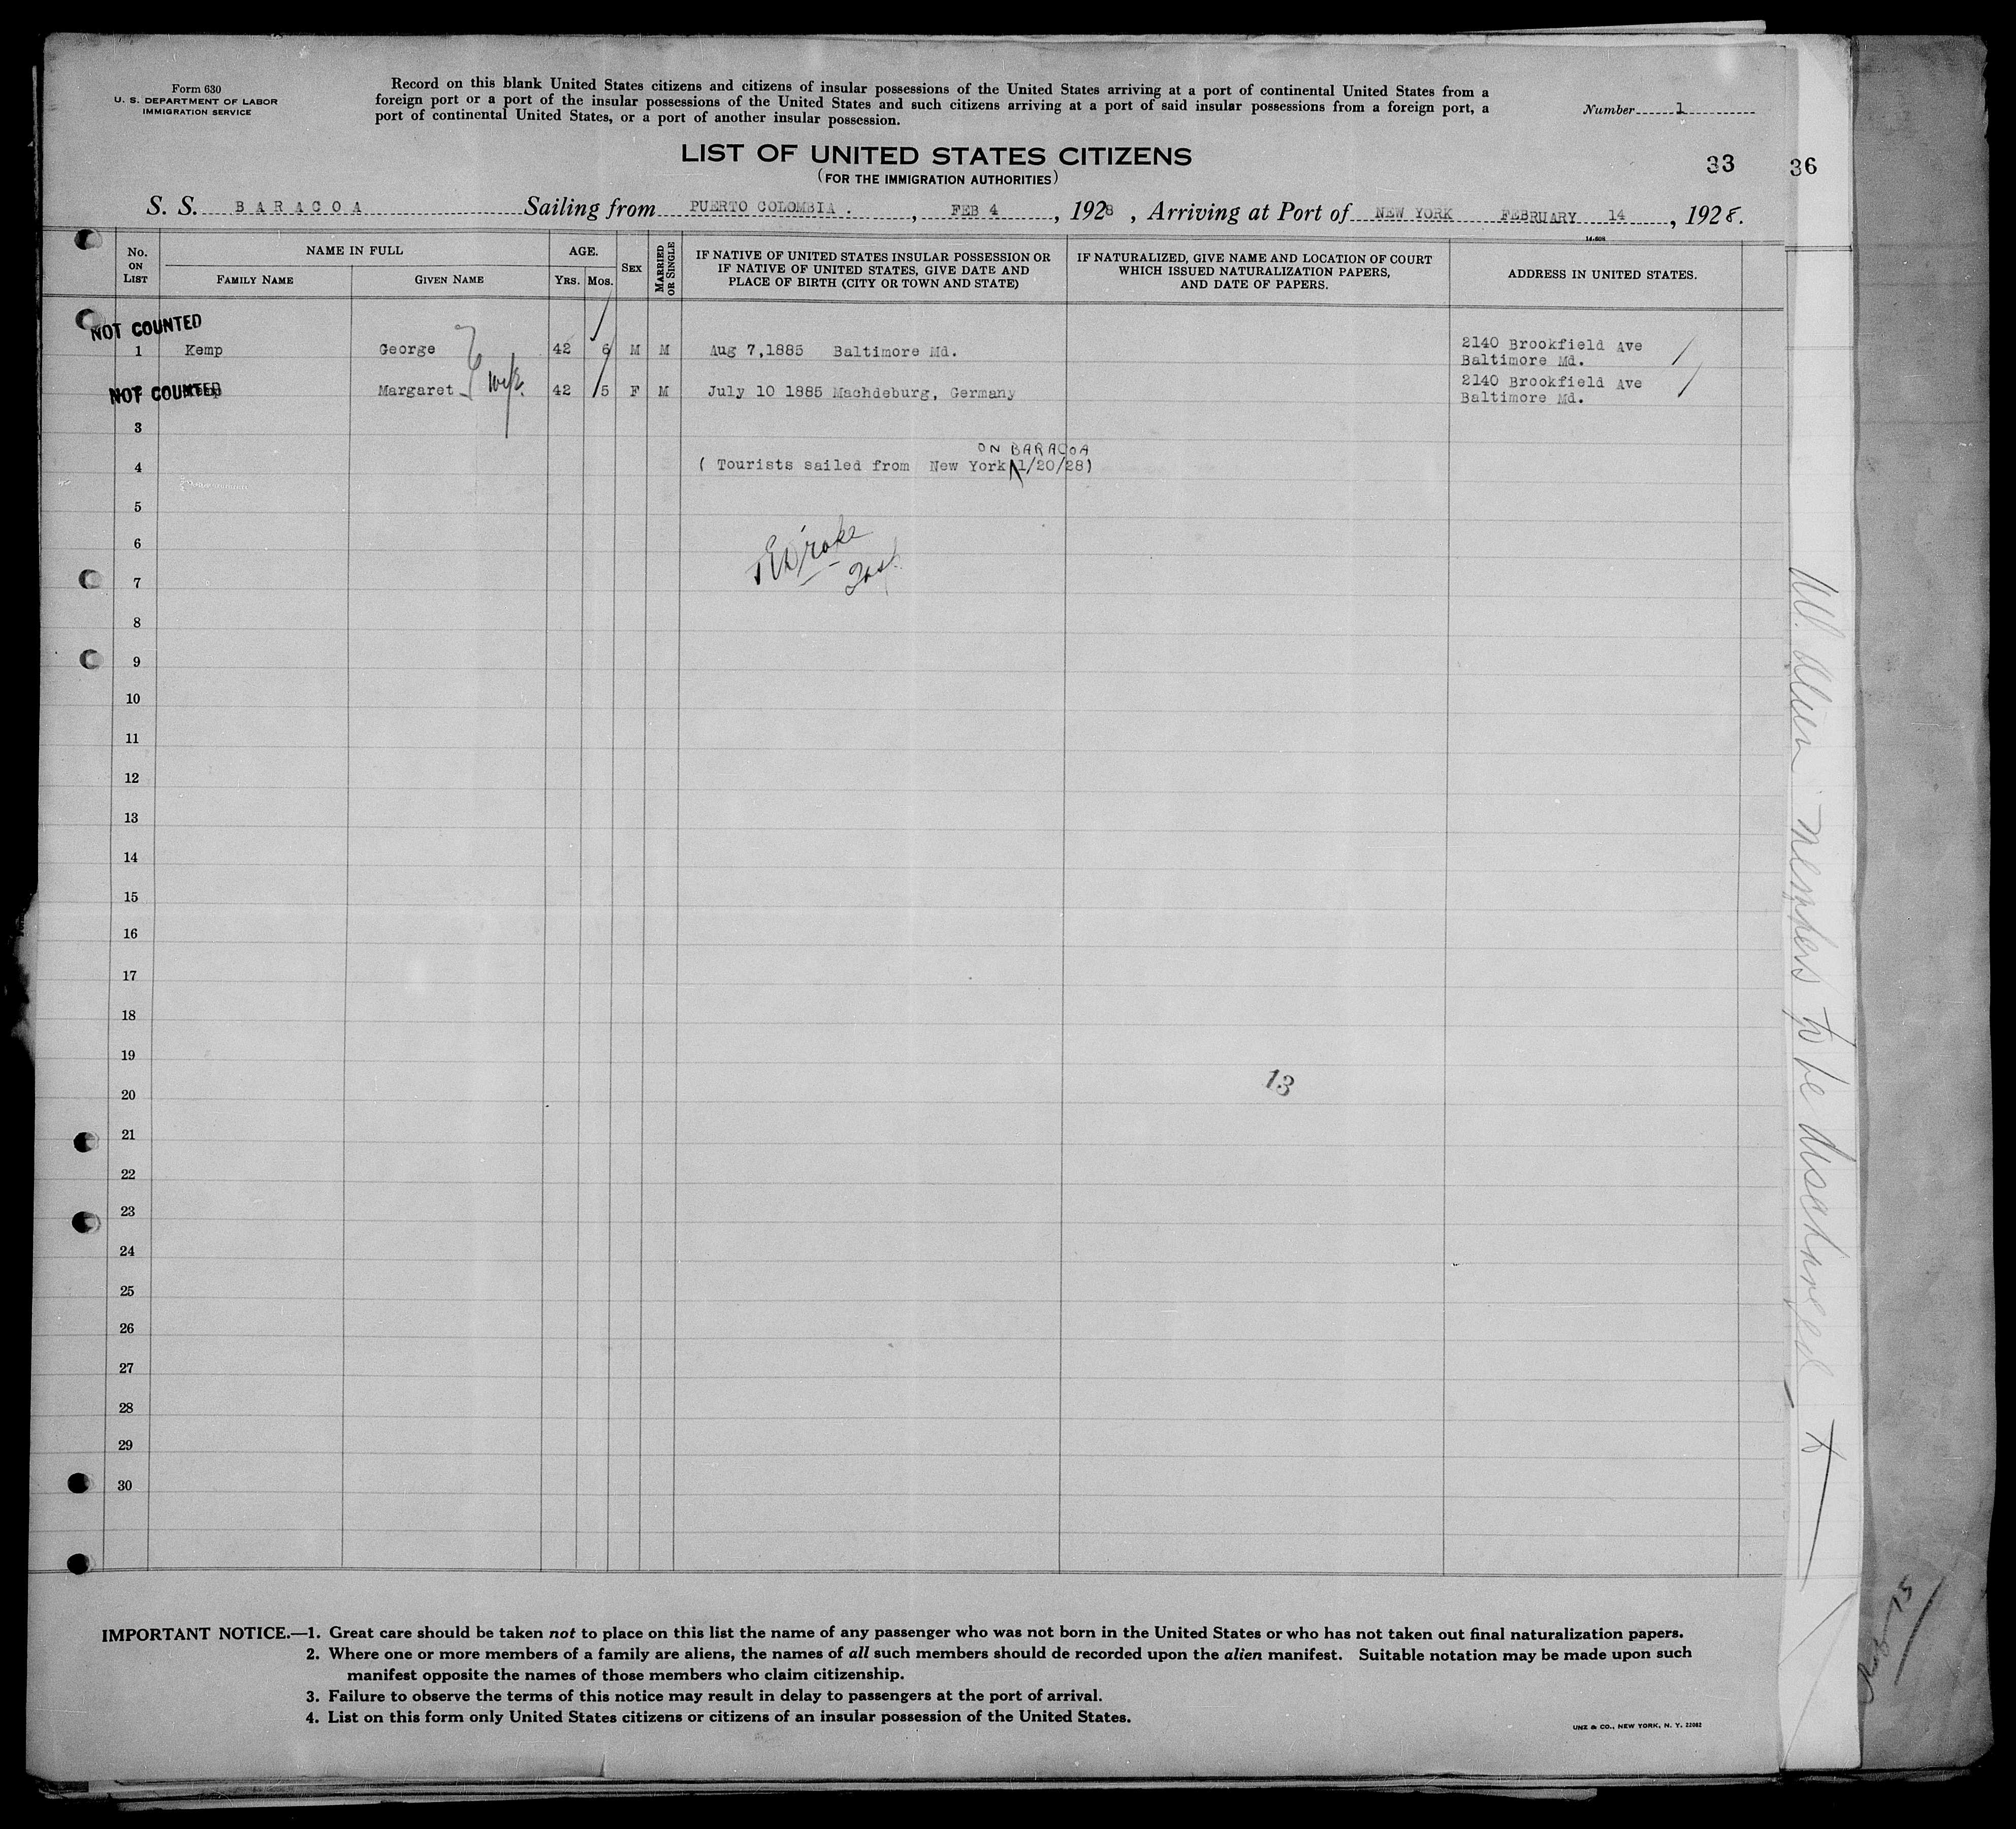 Form 630
U. S. DEPARTMENT OF LABOR
IMMIGRATION SERVICE
Record on this blank United States citizens and citizens of insular possessions of the United States arriving at a port of continental United States from a
foreign port or a port of the insular possessions of the United States and such citizens arriving at a port of said insular possessions from a foreign port, a
port of continental United States, or a port of another insular possession.
Number 1
LIST OF UNITED STATES CITIZENS
(FOR THE IMMIGRATION AUTHORITIES)
33
36
S. S. BARACOA Sailing from PUERTO COLOMBIA . , FEB 4 , 1928 , Arriving at Port of NEW YORK FEBRUARY 14 , 1928.
14-608
No. ON LIST
NAME IN FULL
FAMILY NAME
GIVEN NAME
AGE.
YRS.
MOS.
SEX
MARRIED OR SINGLE
IF NATIVE OF UNITED STATES INSULAR POSSESSION OR
IF NATIVE OF UNITED STATES, GIVE DATE AND
PLACE OF BIRTH (CITY OR TOWN AND STATE)
IF NATURALIZED, GIVE NAME AND LOCATION OF COURT
WHICH ISSUED NATURALIZATION PAPERS,
AND DATE OF PAPERS.
ADDRESS IN UNITED STATES.
NOT COUNTED
1 Kemp George 42 6 M M Aug 7,1885 Baltimore Md. 2140 Brookfield Ave
Baltimore Md.
NOT COUNTED
Margaret wife 42 5 F M July 10 1885 Machdeburg, Germany 2140 Brookfield Ave
Baltimore Md.
3
ON BARACOA
4 ( Tourists sailed from New York 1/20/28)
5
6
Drake
7
8
9
10
11
12
13
14
15
16
17
18
19
13
20
21
22
23
24
25
26
27
28
29
30
to be discharged
IMPORTANT NOTICE.—1. Great care should be taken not to place on this list the name of any passenger who was not born in the United States or who has not taken out final naturalization papers.
2. Where one or more members of a family are aliens, the names of all such members should de recorded upon the alien manifest. Suitable notation may be made upon such
manifest opposite the names of those members who claim citizenship.
3. Failure to observe the terms of this notice may result in delay to passengers at the port of arrival.
4. List on this form only United States citizens or citizens of an insular possession of the United States.
UNZ & CO., NEW YORK, N. Y. 22082